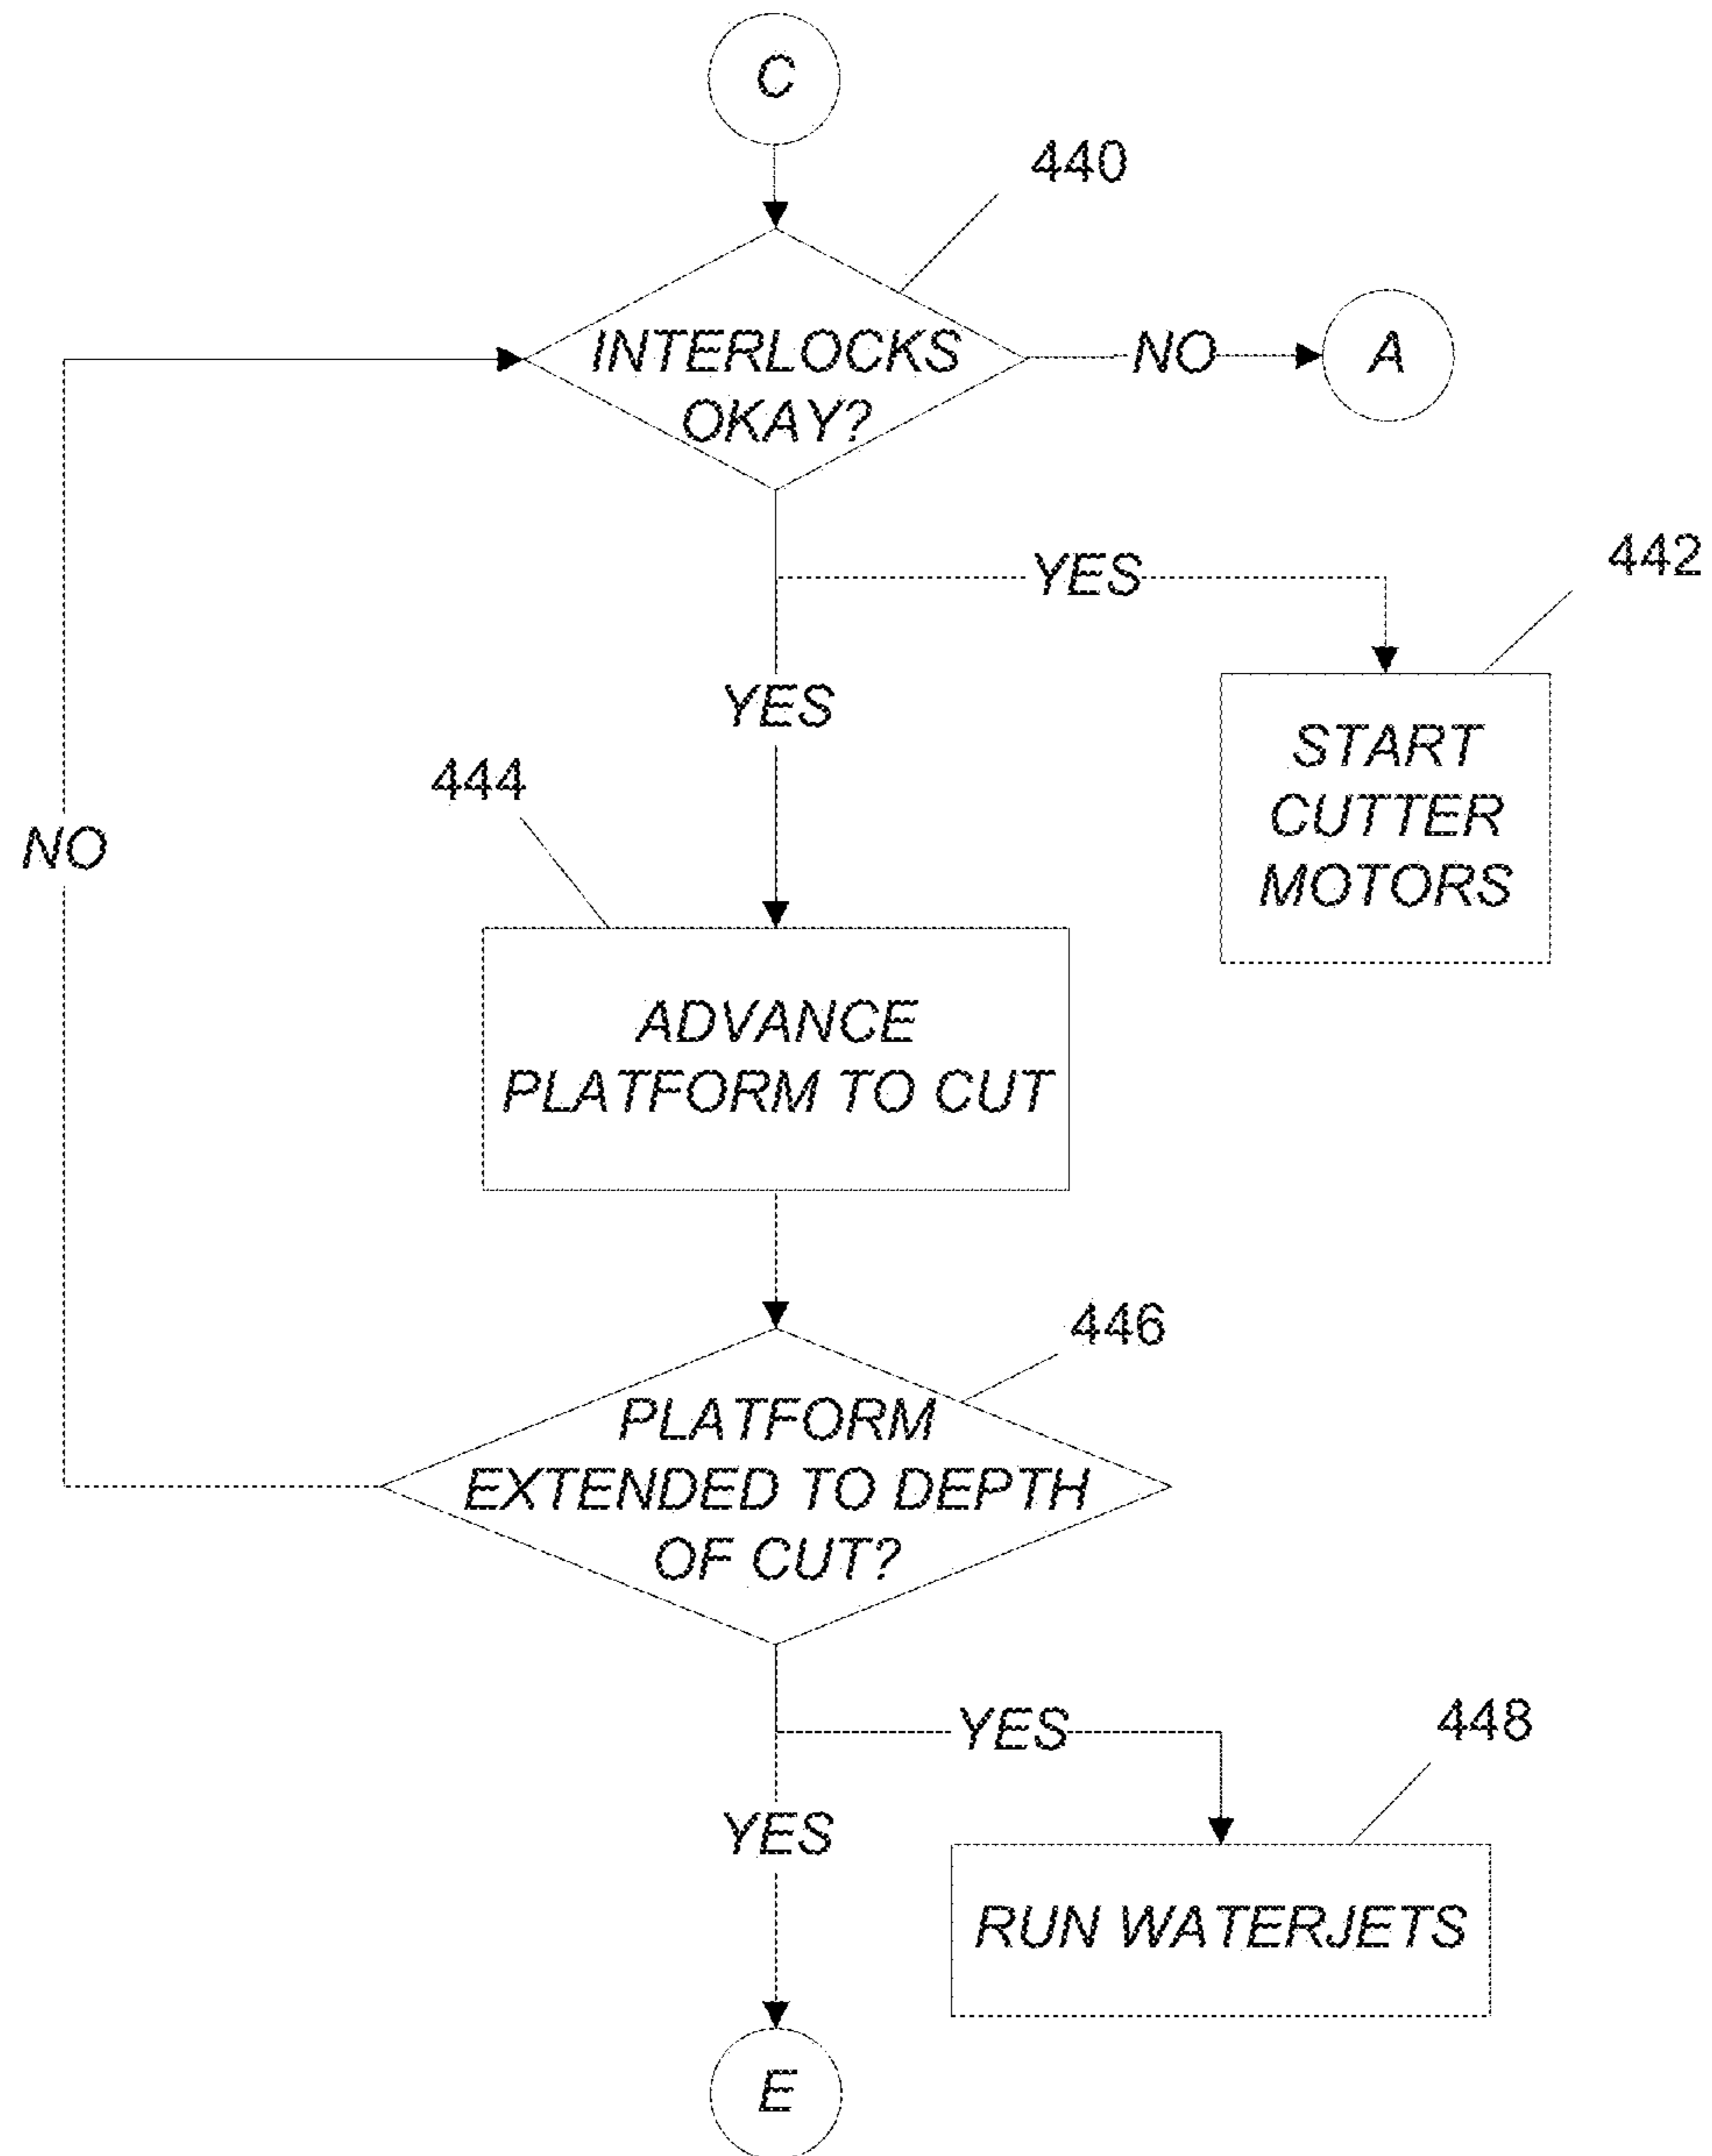 C
440
INTERLOCKS
OKAY?
NO
A
YES
442
YES
START
CUTTER
MOTORS
444
NO
ADVANCE
PLATFORM TO CUT
446
PLATFORM
EXTENDED TO DEPTH
OF CUT?
YES
448
YES
RUN WATERJETS
E